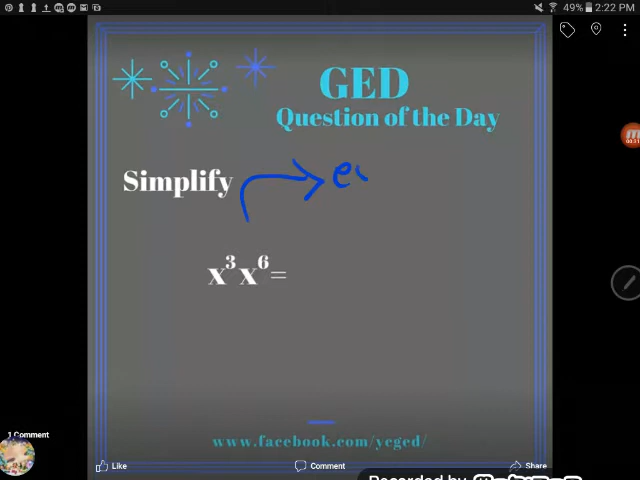 49% 2:22 PM
GED
Question of the Day
Simplify
x³x⁶=
1 Comment
www.facebook.com/yeged/
Like Comment Share
Recorded by